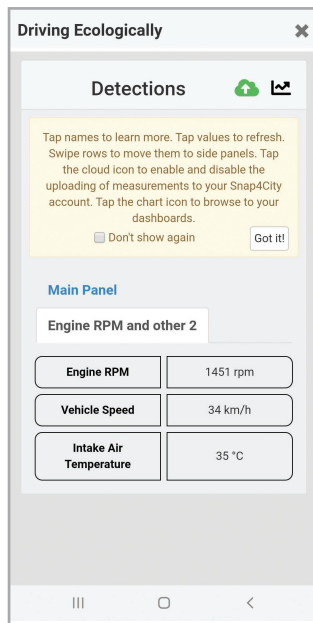 Driving Ecologically
Detections
Tap names to learn more. Tap values to refresh.
Swipe rows to move them to side panels. Tap
the cloud icon to enable and disable the
uploading of measurements to your Snap4City
account. Tap the chart icon to browse to your
dashboards.
Don't show again
Got it!
Main Panel
Engine RPM and other 2
Engine RPM 1451 rpm
Vehicle Speed 34 km/h
Intake Air
Temperature 35 °C